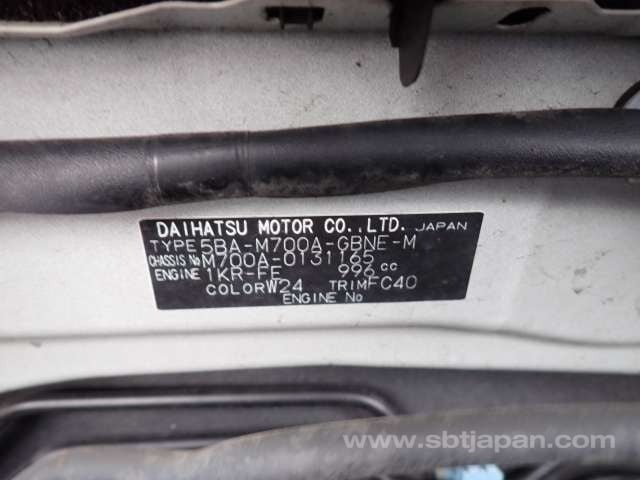 DAIHATSU MOTOR CO.,LTD. JAPAN
TYPE 5BA-M700A-GBNE-M
CHASSIS No M700A-0131165
ENGINE 1KR-FE 996 cc
COLOR W24 TRIM FC40
ENGINE No
www.sbtjapan.com